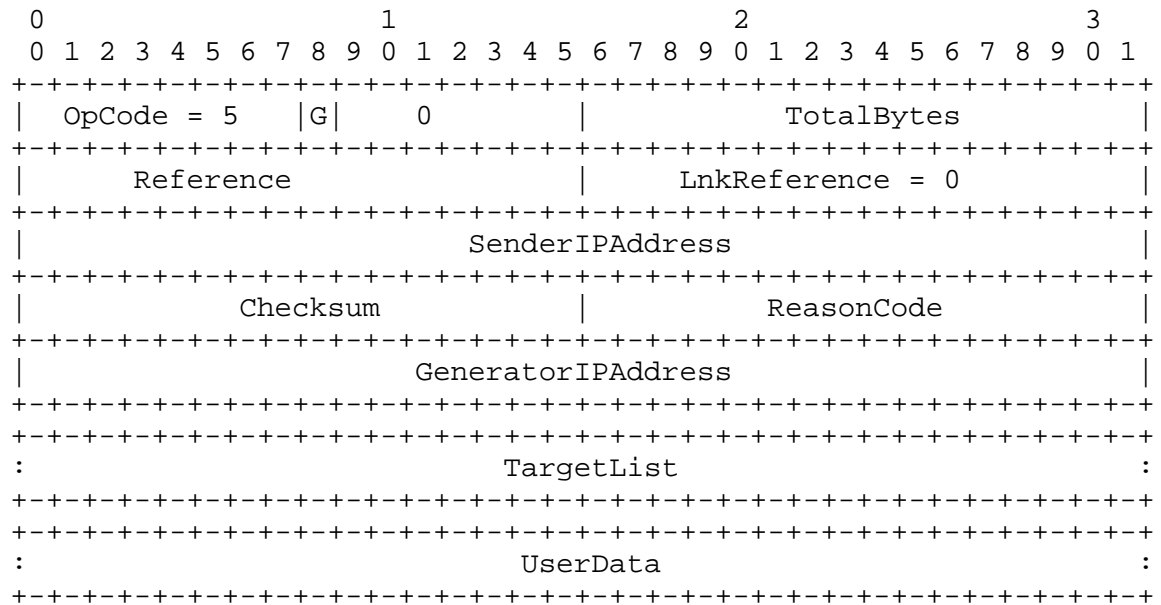 0                   1                   2                   3
 0 1 2 3 4 5 6 7 8 9 0 1 2 3 4 5 6 7 8 9 0 1 2 3 4 5 6 7 8 9 0 1
+-+-+-+-+-+-+-+-+-+-+-+-+-+-+-+-+-+-+-+-+-+-+-+-+-+-+-+-+-+-+-+-+
|  OpCode = 5   |G|    0        |           TotalBytes          |
+-+-+-+-+-+-+-+-+-+-+-+-+-+-+-+-+-+-+-+-+-+-+-+-+-+-+-+-+-+-+-+-+
|      Reference                |     LnkReference = 0          |
+-+-+-+-+-+-+-+-+-+-+-+-+-+-+-+-+-+-+-+-+-+-+-+-+-+-+-+-+-+-+-+-+
|                         SenderIPAddress                       |
+-+-+-+-+-+-+-+-+-+-+-+-+-+-+-+-+-+-+-+-+-+-+-+-+-+-+-+-+-+-+-+-+
|            Checksum           |          ReasonCode           |
+-+-+-+-+-+-+-+-+-+-+-+-+-+-+-+-+-+-+-+-+-+-+-+-+-+-+-+-+-+-+-+-+
|                      GeneratorIPAddress                       |
+-+-+-+-+-+-+-+-+-+-+-+-+-+-+-+-+-+-+-+-+-+-+-+-+-+-+-+-+-+-+-+-+
+-+-+-+-+-+-+-+-+-+-+-+-+-+-+-+-+-+-+-+-+-+-+-+-+-+-+-+-+-+-+-+-+
:                           TargetList                          :
+-+-+-+-+-+-+-+-+-+-+-+-+-+-+-+-+-+-+-+-+-+-+-+-+-+-+-+-+-+-+-+-+
+-+-+-+-+-+-+-+-+-+-+-+-+-+-+-+-+-+-+-+-+-+-+-+-+-+-+-+-+-+-+-+-+
:                            UserData                           :
+-+-+-+-+-+-+-+-+-+-+-+-+-+-+-+-+-+-+-+-+-+-+-+-+-+-+-+-+-+-+-+-+